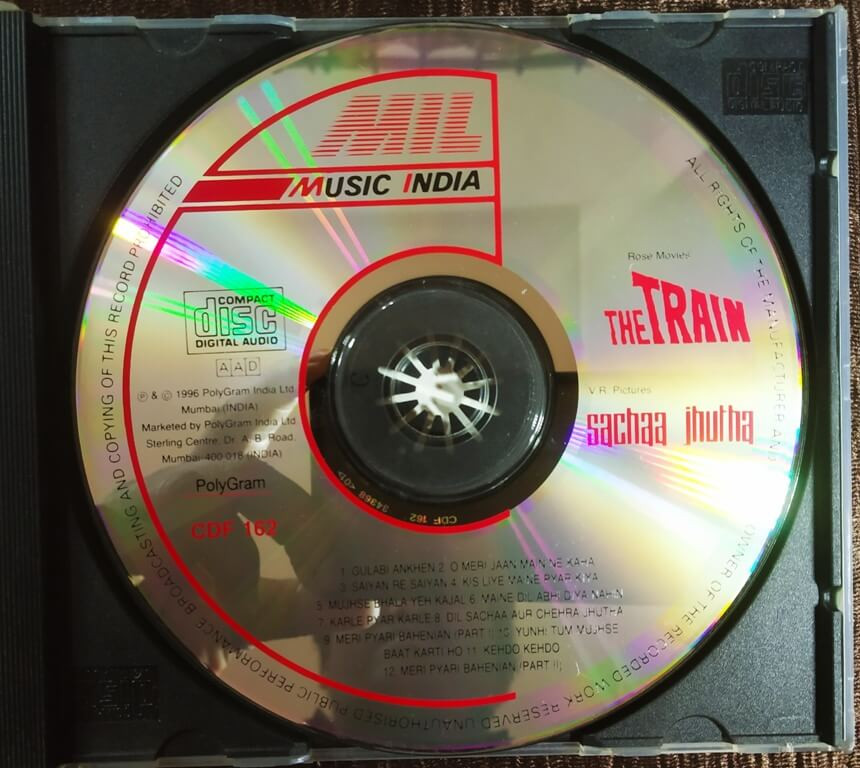 MIL
MUSIC INDIA
COMPACT
disc
DIGITAL AUDIO
AAD
℗ & © 1996 PolyGram India Ltd.
Mumbai (INDIA)
Marketed by PolyGram India Ltd.
Sterling Centre, Dr. A. B. Road.
Mumbai-400 018 (INDIA)
PolyGram
CDF 162
Rose Movies
THE TRAIN
V.R. Pictures
sachaa jhutha
1. GULABI ANKHEN 2. O MERI JAAN MAINNE KAHA
3. SAIYAN RE SAIYAN 4. KIS LIYE MAINE PYAR KIYA
5. MUJHSE BHALA YEH KAJAL 6. MAINE DIL ABHI DIYA NAHIN
7. KARLE PYAR KARLE 8. DIL SACHAA AUR CHEHRA JHUTHA
9. MERI PYARI BAHENIAN (PART I) 10. YUNHI TUM MUJHSE
BAAT KARTI HO 11. KEHDO KEHDO
12. MERI PYARI BAHENIAN (PART II);
ALL RIGHTS OF THE MANUFACTURER AND OWNER OF THE RECORDED WORK RESERVED UNAUTHORISED PUBLIC PERFORMANCE BROADCASTING AND COPYING OF THIS RECORD PROHIBITED
CDF 162
COMPACT
disc
DIGITAL AUDIO